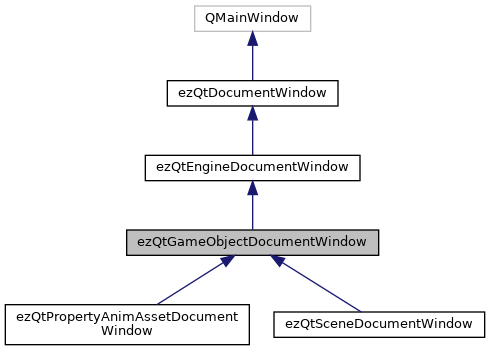 QMainWindow
ezQtDocumentWindow
ezQtEngineDocumentWindow
ezQtGameObjectDocumentWindow
ezQtPropertyAnimAssetDocument
Window
ezQtSceneDocumentWindow